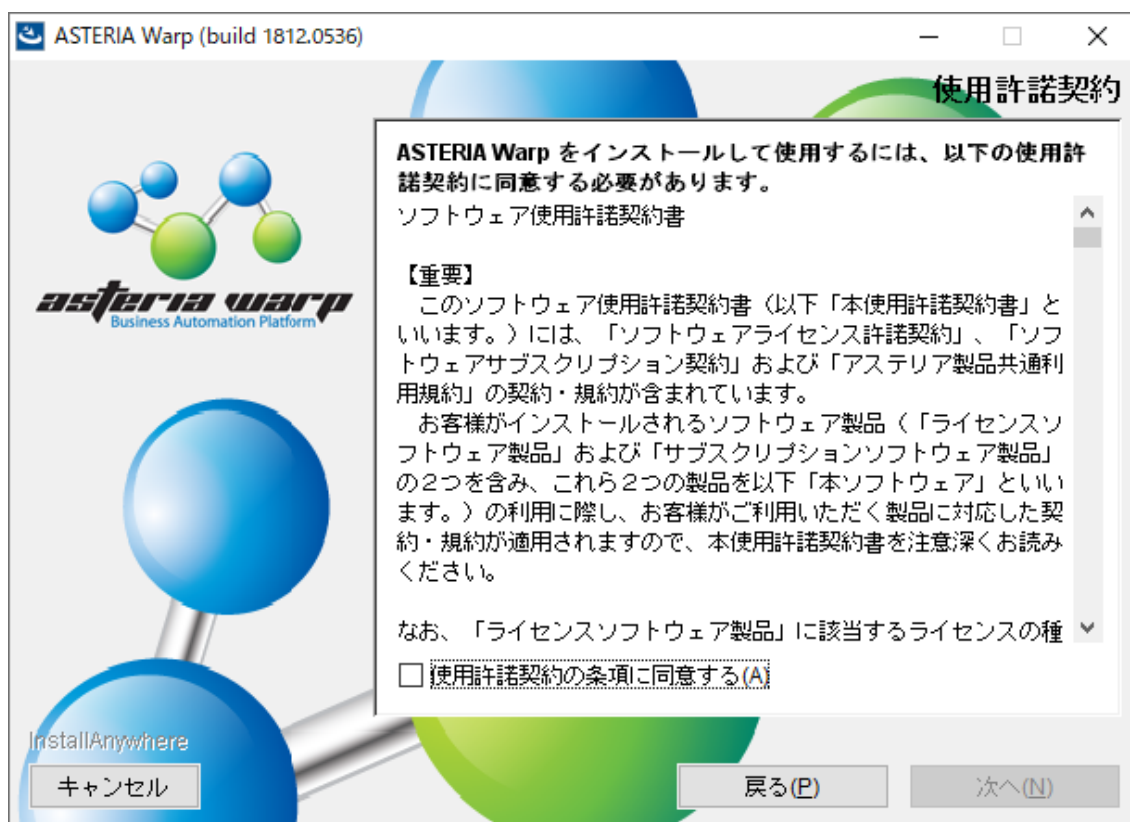 ASTERIA Warp (build 1812.0536)
使用許諾契約
asteria warp
Business Automation Platform
ASTERIA Warp をインストールして使用するには、以下の使用許
諾契約に同意する必要があります。
ソフトウェア使用許諾契約書
【重要】
　このソフトウェア使用許諾契約書（以下「本使用許諾契約書」と
いいます。）には、「ソフトウェアライセンス許諾契約」、「ソフ
トウェアサブスクリプション契約」および「アステリア製品共通利
用規約」の契約・規約が含まれています。
　お客様がインストールされるソフトウェア製品（「ライセンスソ
フトウェア製品」および「サブスクリプションソフトウェア製品」
の２つを含み、これら２つの製品を以下「本ソフトウェア」といい
ます。）の利用に際し、お客様がご利用いただく製品に対応した契
約・規約が適用されますので、本使用許諾契約書を注意深くお読み
ください。
なお、「ライセンスソフトウェア製品」に該当するライセンスの種
使用許諾契約の条項に同意する(A)
InstallAnywhere
キャンセル
戻る(P)
次へ(N)